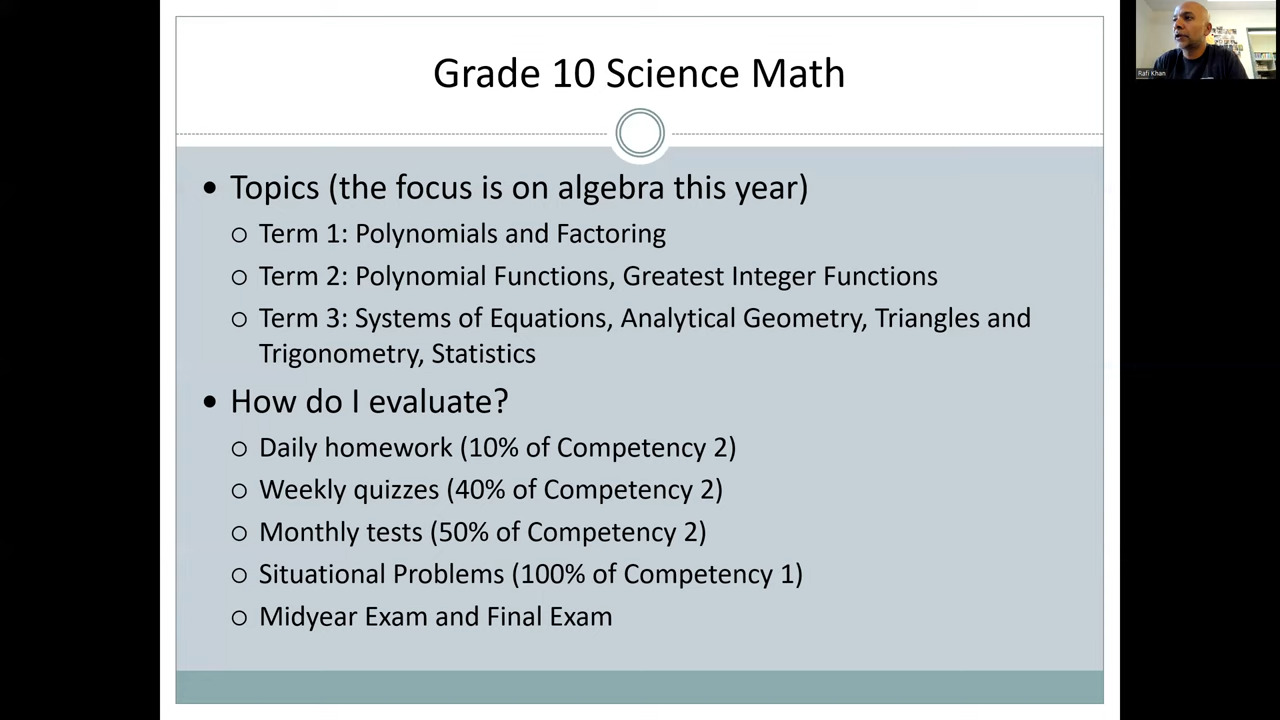 Grade 10 Science Math
Rafi Khan
• Topics (the focus is on algebra this year)
○ Term 1: Polynomials and Factoring
○ Term 2: Polynomial Functions, Greatest Integer Functions
○ Term 3: Systems of Equations, Analytical Geometry, Triangles and
Trigonometry, Statistics
• How do I evaluate?
○ Daily homework (10% of Competency 2)
○ Weekly quizzes (40% of Competency 2)
○ Monthly tests (50% of Competency 2)
○ Situational Problems (100% of Competency 1)
○ Midyear Exam and Final Exam